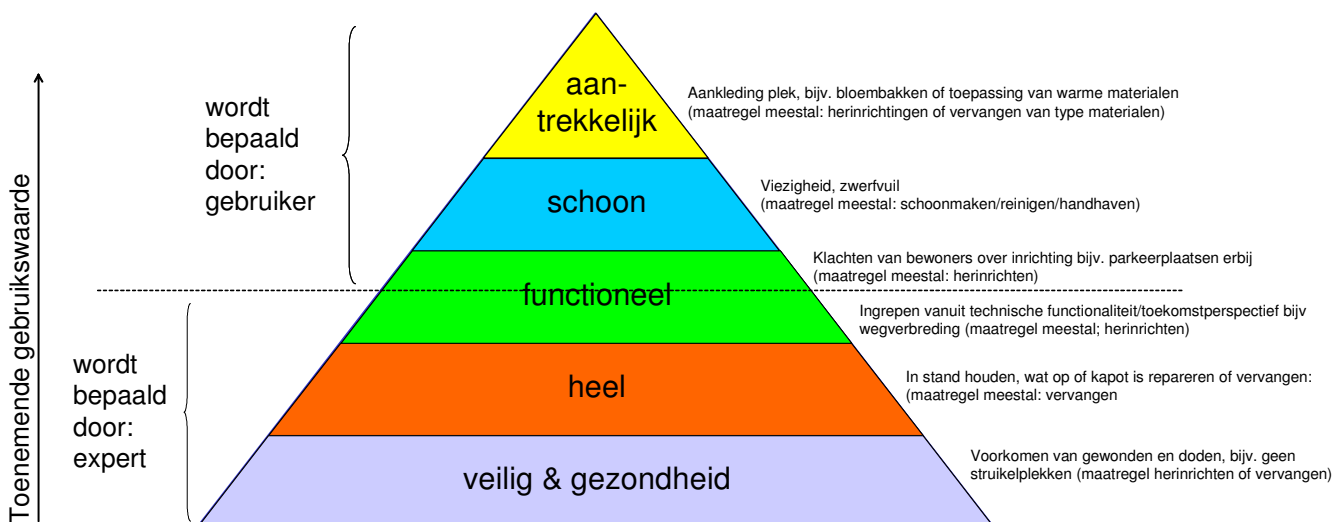 aan-
trekkelijk
Aankleding plek, bijv. bloembakken of toepassing van warme materialen
(maatregel meestal: herinrichtingen of vervangen van type materialen)
wordt
bepaald
door:
gebruiker
schoon
Viezigheid, zwerfvuil
(maatregel meestal: schoonmaken/reinigen/handhaven)
Klachten van bewoners over inrichting bijv. parkeerplaatsen erbij
(maatregel meestal: herinrichten)
functioneel
Ingrepen vanuit technische functionaliteit/toekomstperspectief bijv
wegverbreding (maatregel meestal; herinrichten)
wordt
bepaald
door:
expert
heel
In stand houden, wat op of kapot is repareren of vervangen:
(maatregel meestal: vervangen
veilig & gezondheid
Voorkomen van gewonden en doden, bijv. geen
struikelplekken (maatregel herinrichten of vervangen)
Toenemende gebruikswaarde